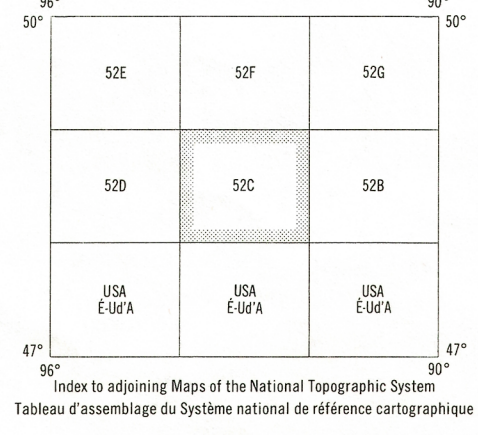 96° 90°
50° 50°
52E 52F 52G
52D 52C 52B
USA USA USA
É-Ud'A É-Ud'A É-Ud'A
47° 47°
96° 90°
Index to adjoining Maps of the National Topographic System
Tableau d'assemblage du Système national de référence cartographique